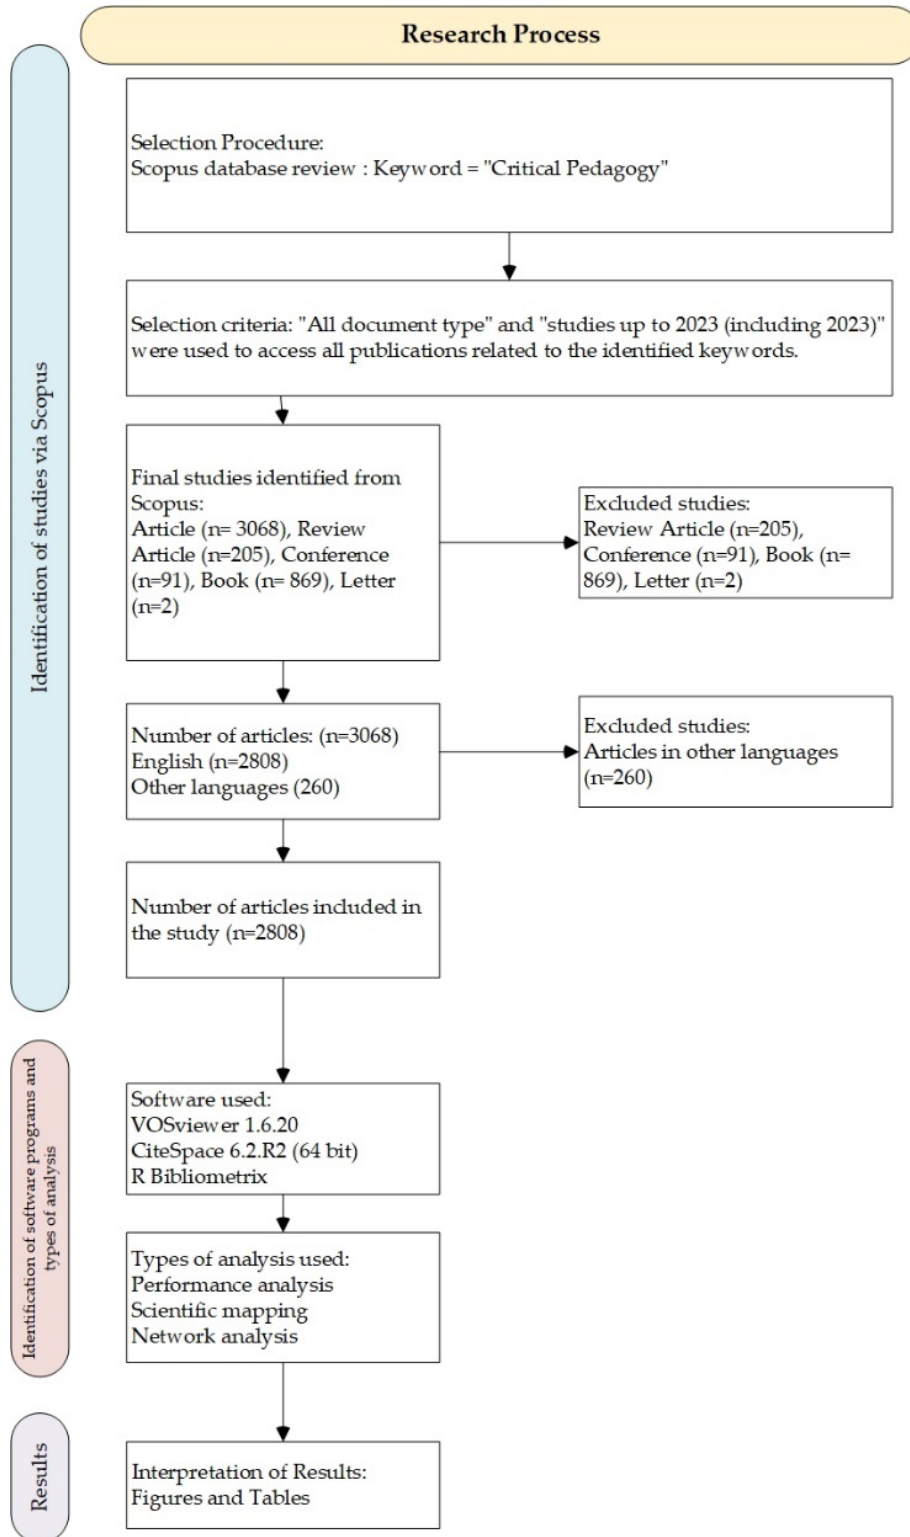 Research Process
Identification of studies via Scopus
Selection Procedure:
Scopus database review : Keyword = "Critical Pedagogy"
Selection criteria: "All document type" and "studies up to 2023 (including 2023)"
were used to access all publications related to the identified keywords.
Final studies identified from
Scopus:
Article (n= 3068), Review
Article (n=205), Conference
(n=91), Book (n= 869), Letter
(n=2)
Excluded studies:
Review Article (n=205),
Conference (n=91), Book (n=
869), Letter (n=2)
Number of articles: (n=3068)
English (n=2808)
Other languages (260)
Excluded studies:
Articles in other languages
(n=260)
Number of articles included in
the study (n=2808)
Identification of software programs and
types of analysis
Software used:
VOSviewer 1.6.20
CiteSpace 6.2.R2 (64 bit)
R Bibliometrix
Types of analysis used:
Performance analysis
Scientific mapping
Network analysis
Results
Interpretation of Results:
Figures and Tables